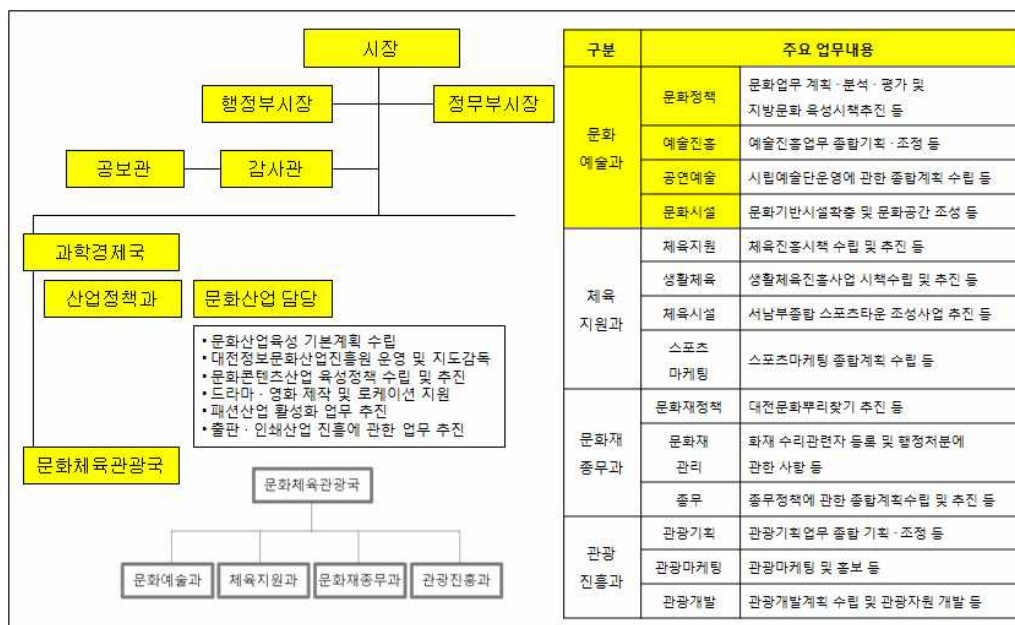 시장
행정부시장
정무부시장
공보관
감사관
과학경제국
산업정책과
문화산업 담당
• 문화산업육성 기본계획 수립
• 대전정보문화산업진흥원 운영 및 지도감독
• 문화콘텐츠산업 육성정책 수립 및 추진
• 드라마 · 영화 제작 및 로케이션 지원
• 패션산업 활성화 업무 추진
• 출판 · 인쇄산업 진흥에 관한 업무 추진
문화체육관광국
문화체육관광국
문화예술과
체육지원과
문화재종무과
관광진흥과
구분
주요 업무내용
문화
예술과
문화정책
문화업무 계획 · 분석 · 평가 및
지방문화 육성시책추진 등
예술진흥
예술진흥업무 종합기획 · 조정 등
공연예술
시립예술단운영에 관한 종합계획 수립 등
문화시설
문화기반시설확충 및 문화공간 조성 등
체육
지원과
체육지원
체육진흥시책 수립 및 추진 등
생활체육
생활체육진흥사업 시책수립 및 추진 등
체육시설
서남부종합 스포츠타운 조성사업 추진 등
스포츠
마케팅
스포츠마케팅 종합계획 수립 등
문화재
종무과
문화재정책
대전문화뿌리찾기 추진 등
문화재
관리
화재 수리관련자 등록 및 행정처분에
관한 사항 등
종무
종무정책에 관한 종합계획수립 및 추진 등
관광
진흥과
관광기획
관광기획업무 종합 기획 · 조정 등
관광마케팅
관광마케팅 및 홍보 등
관광개발
관광개발계획 수립 및 관광자원 개발 등